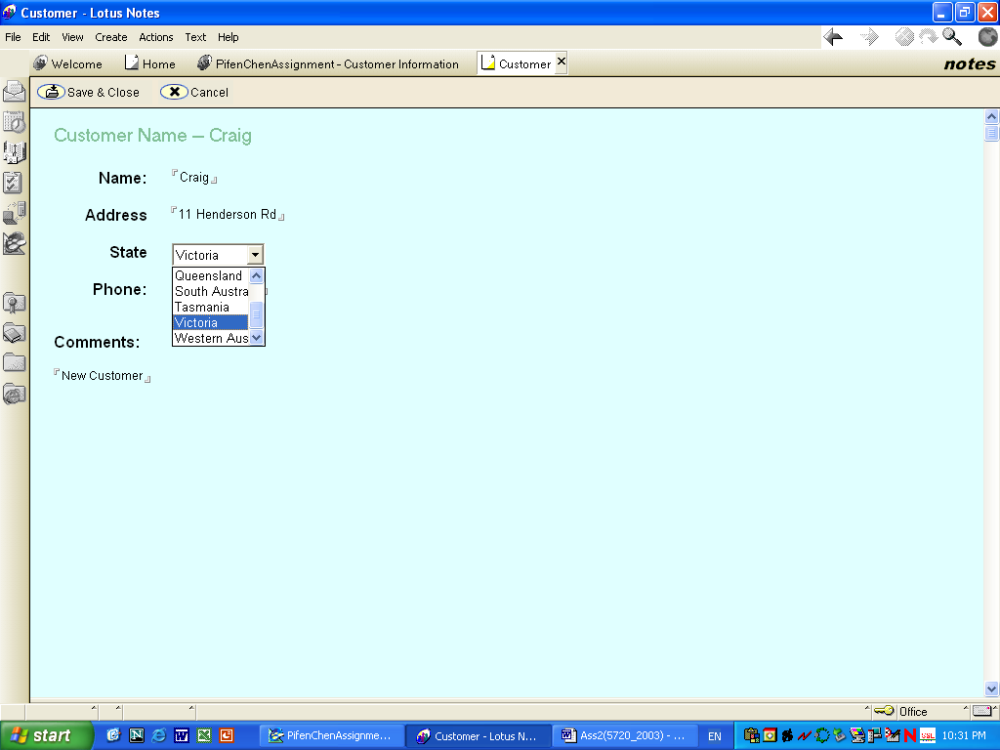 Customer - Lotus Notes
File Edit View Create Actions Text Help
Welcome Home PifenChenAssignment - Customer Information Customer notes
Save & Close Cancel
Customer Name – Craig
Name: Craig
Address 11 Henderson Rd
State Victoria
Queensland
Phone: South Austra
Tasmania
Victoria
Western Aus
Comments:
New Customer
Office
start PifenChenAssignme... Customer - Lotus N... Ass2(5720_2003) - ... EN 10:31 PM